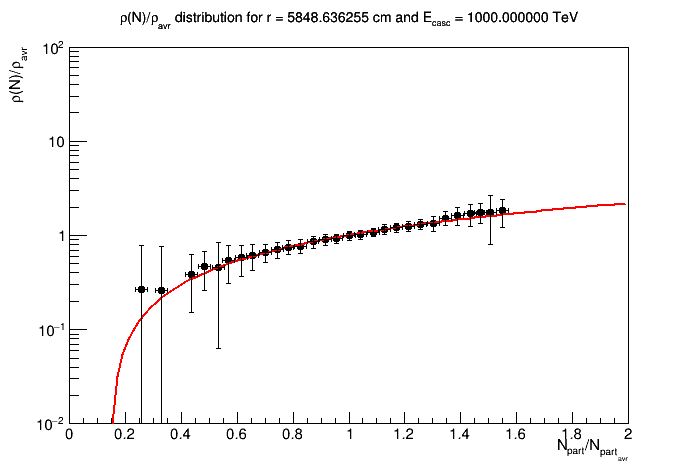 ρ(N)/ρavr distribution for r = 5848.636255 cm and Ecasc = 1000.000000 TeV
ρ(N)/ρavr
10²
10
1
10⁻¹
10⁻²
0 0.2 0.4 0.6 0.8 1 1.2 1.4 1.6 1.8 2
Npart/Npartavr